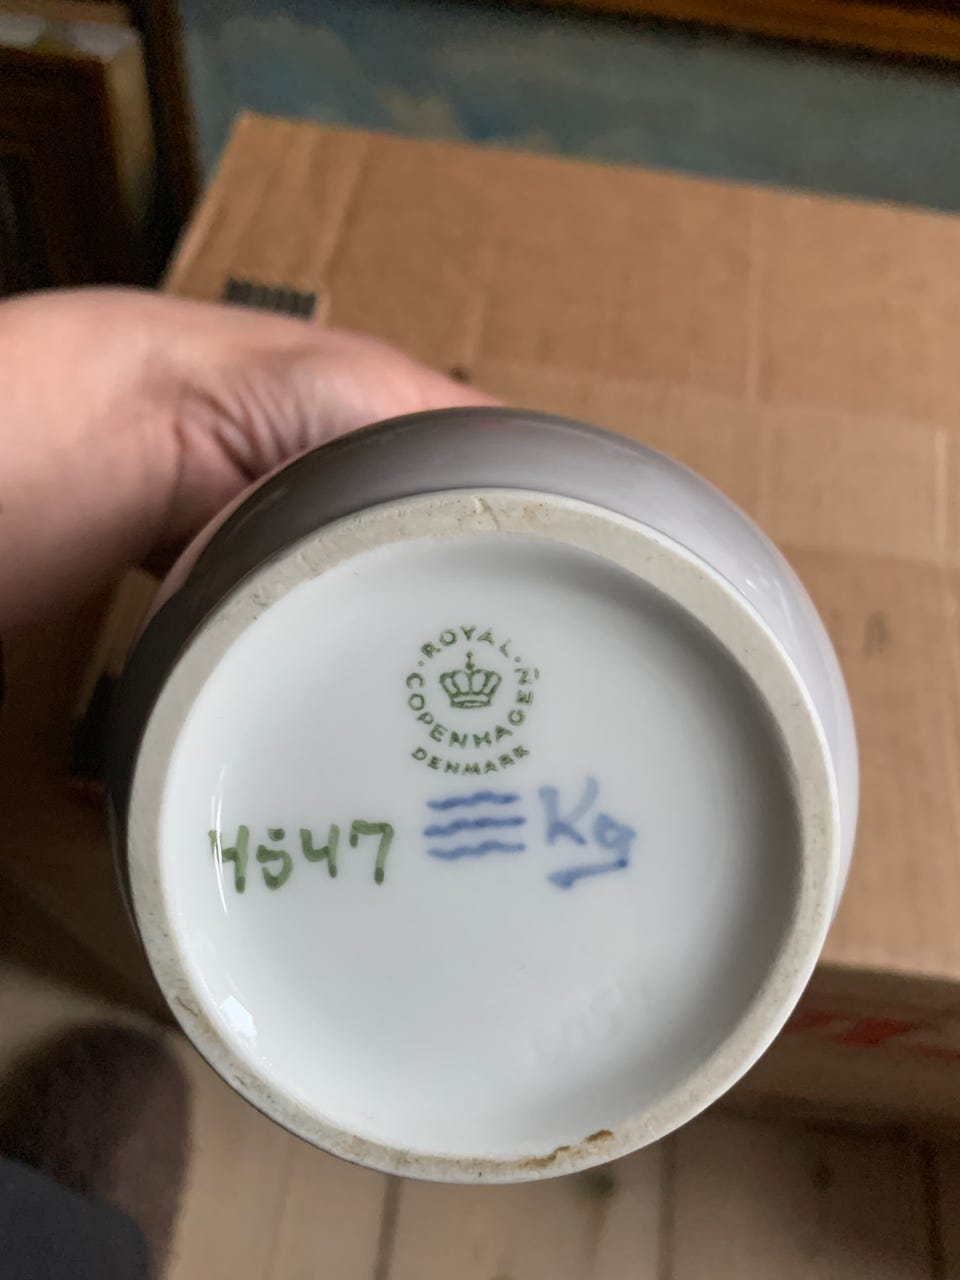 ROYAL
COPENHAGEN
DENMARK
4547
Kg